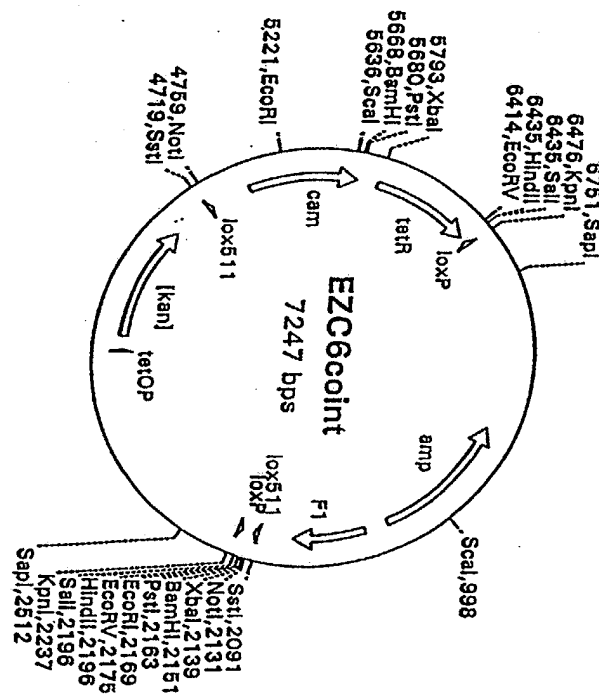 6751,SapI
6476,KpnI
6435,SalI
6435,HindII
6414,EcoRV
5793,XbaI
5680,PstI
5668,BamHI
5636,ScaI
5221,EcoRI
4759,NotI
4719,SstI
ScaI,998
amp
loxP
tetR
cam
lox511
[kan]
tetOP
EZC6coint
7247 bps
F1
lox511
loxP
SstI,2091
NotI,2131
XbaI,2139
BamHI,2151
PstI,2163
EcoRI,2169
EcoRV,2175
HindII,2196
SalI,2196
KpnI,2237
SapI,2512